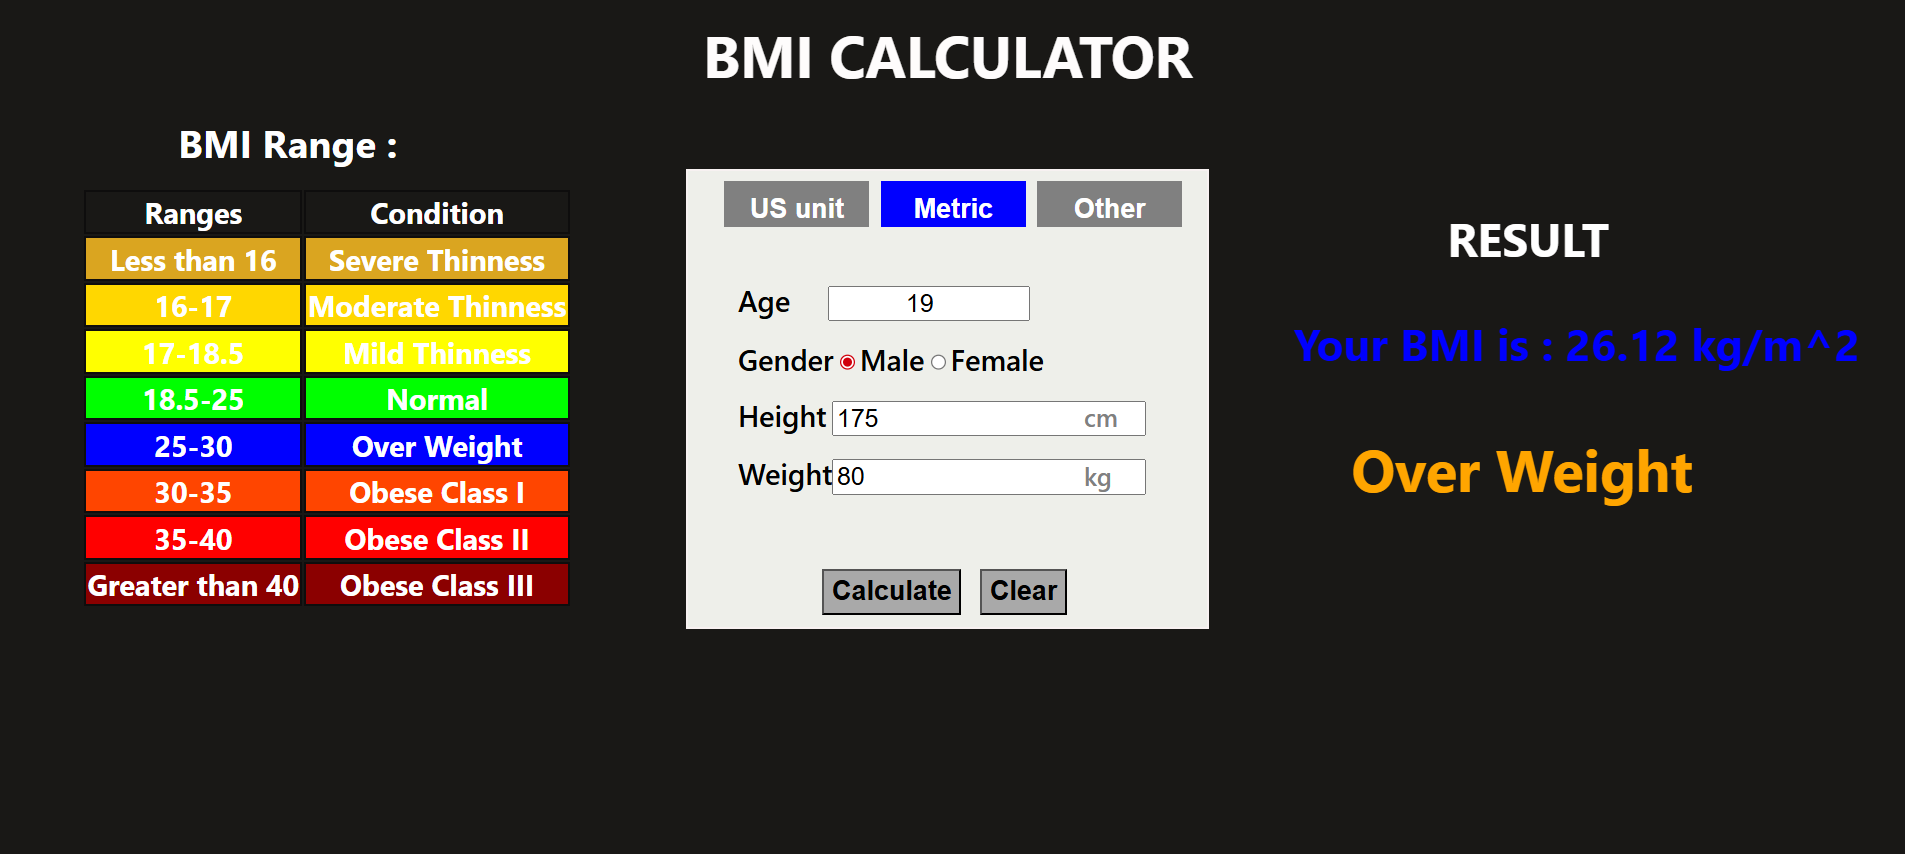 BMI CALCULATOR
BMI Range :
Ranges Condition
Less than 16 Severe Thinness
16-17 Moderate Thinness
17-18.5 Mild Thinness
18.5-25 Normal
25-30 Over Weight
30-35 Obese Class I
35-40 Obese Class II
Greater than 40 Obese Class III
US unit Metric Other
Age 19
Gender Male Female
Height 175 cm
Weight 80 kg
Calculate Clear
RESULT
Your BMI is : 26.12 kg/m^2
Over Weight